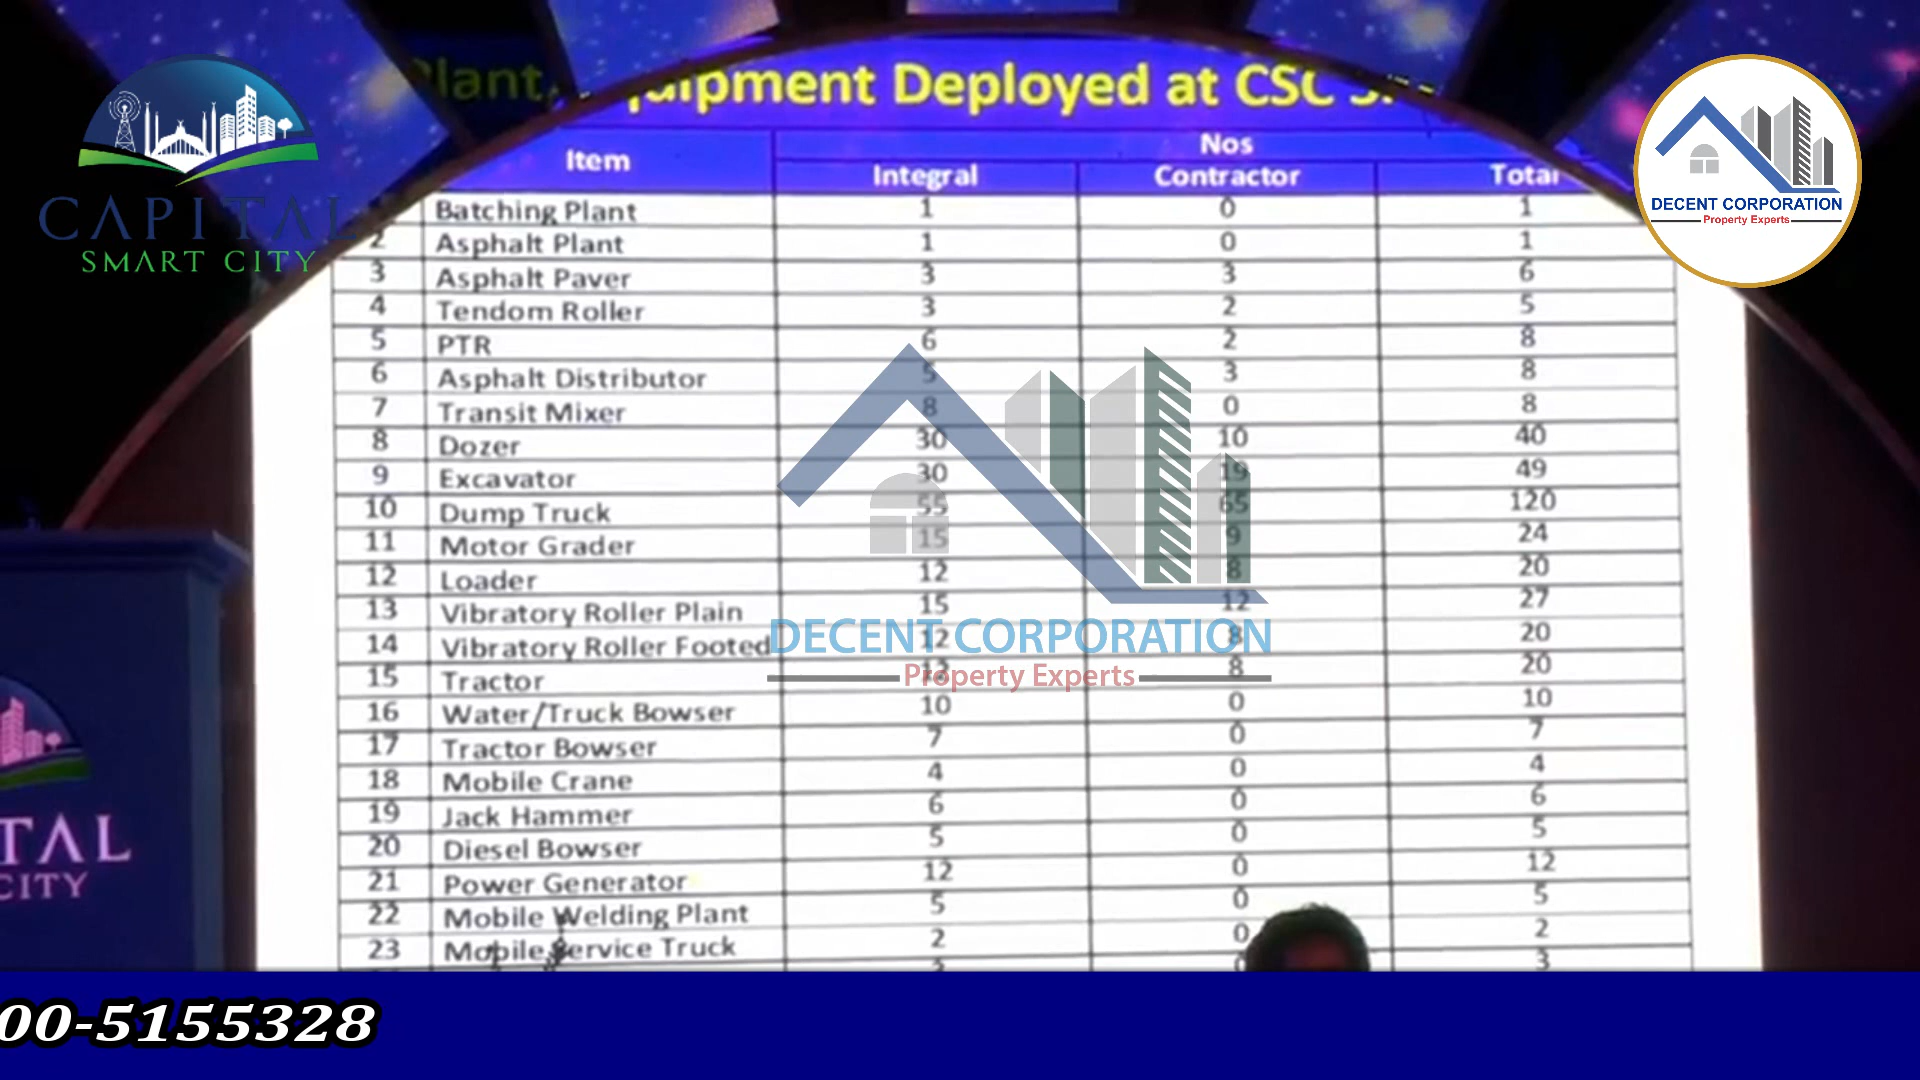 Plant, Equipment Deployed at CSC
Item Nos
Integral Contractor Total
Batching Plant 1 0 1
2 Asphalt Plant 1 0 1
3 Asphalt Paver 3 3 6
4 Tendom Roller 3 2 5
5 PTR 6 2 8
6 Asphalt Distributor 5 3 8
7 Transit Mixer 8 0 8
8 Dozer 30 10 40
9 Excavator 30 19 49
10 Dump Truck 55 65 120
11 Motor Grader 15 9 24
12 Loader 12 8 20
13 Vibratory Roller Plain 15 12 27
14 Vibratory Roller Footed 12 8 20
15 Tractor 12 8 20
16 Water/Truck Bowser 10 0 10
17 Tractor Bowser 7 0 7
18 Mobile Crane 4 0 4
19 Jack Hammer 6 0 6
20 Diesel Bowser 5 0 5
21 Power Generator 12 0 12
22 Mobile Welding Plant 5 0 5
23 Mobile Service Truck 2 0 2
3
CAPITAL
SMART CITY
DECENT CORPORATION
Property Experts
DECENT CORPORATION
Property Experts
TAL
CITY
00-5155328